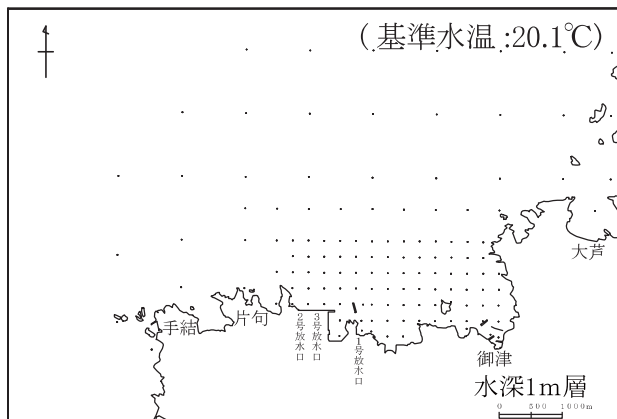 (基準水温:20.1℃)
大芦
手結
片句
2号放水口
3号放水口
1号放水口
御津
水深1m層
0 500 1000m